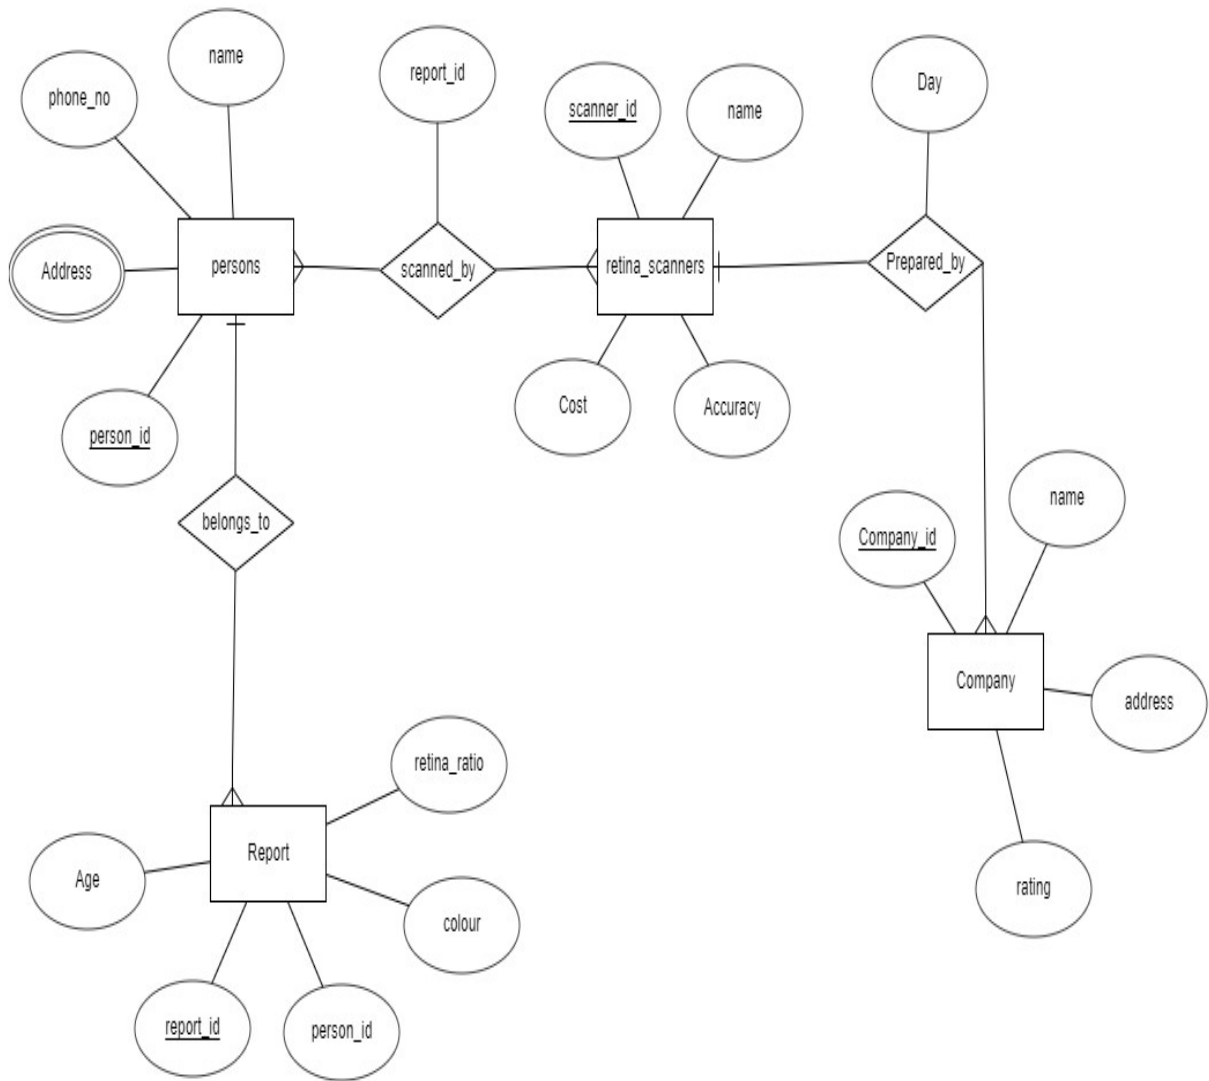 name
phone_no
report_id
scanner_id
name
Day
Address
persons
scanned_by
retina_scanners
Prepared_by
person_id
Cost
Accuracy
belongs_to
Company_id
name
Company
address
retina_ratio
Report
Age
colour
rating
report_id
person_id